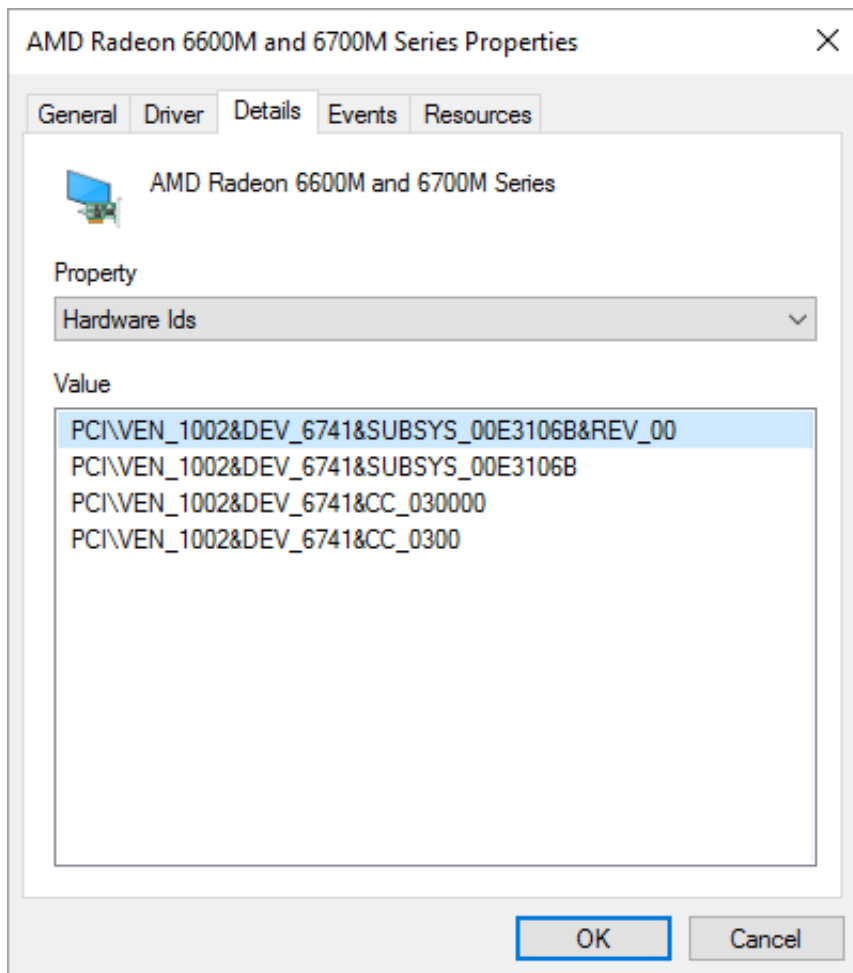 AMD Radeon 6600M and 6700M Series Properties
General Driver Details Events Resources
AMD Radeon 6600M and 6700M Series
Property
Hardware Ids
Value
PCI\VEN_1002&DEV_6741&SUBSYS_00E3106B&REV_00
PCI\VEN_1002&DEV_6741&SUBSYS_00E3106B
PCI\VEN_1002&DEV_6741&CC_030000
PCI\VEN_1002&DEV_6741&CC_0300
OK Cancel